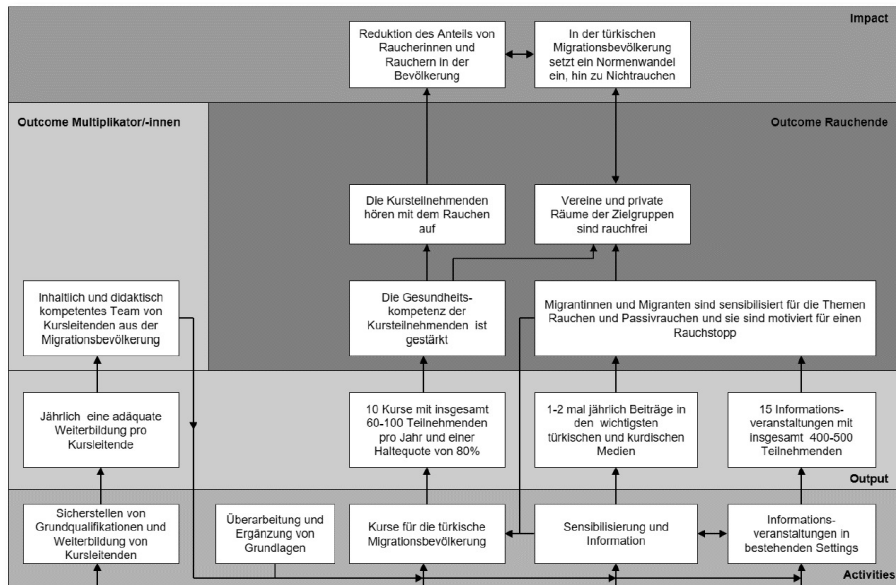 Impact
Reduktion des Anteils von
Raucherinnen und
Rauchern in der
Bevölkerung
In der türkischen
Migrationsbevölkerung
setzt ein Normenwandel
ein, hin zu Nichtrauchen
Outcome Multiplikator/-innen
Outcome Rauchende
Die Kursteilnehmenden
hören mit dem Rauchen
auf
Vereine und private
Räume der Zielgruppen
sind rauchfrei
Inhaltlich und didaktisch
kompetentes Team von
Kursleitenden aus der
Migrationsbevölkerung
Die Gesundheits-
kompetenz der
Kursteilnehmenden ist
gestärkt
Migrantinnen und Migranten sind sensibilisiert für die Themen
Rauchen und Passivrauchen und sie sind motiviert für einen
Rauchstopp
Jährlich eine adäquate
Weiterbildung pro
Kursleitende
10 Kurse mit insgesamt
60-100 Teilnehmenden
pro Jahr und einer
Haltequote von 80%
1-2 mal jährlich Beiträge in
den wichtigsten
türkischen und kurdischen
Medien
15 Informations-
veranstaltungen mit
insgesamt 400-500
Teilnehmenden
Output
Sicherstellen von
Grundqualifikationen und
Weiterbildung von
Kursleitenden
Überarbeitung und
Ergänzung von
Grundlagen
Kurse für die türkische
Migrationsbevölkerung
Sensibilisierung und
Information
Informations-
veranstaltungen in
bestehenden Settings
Activities